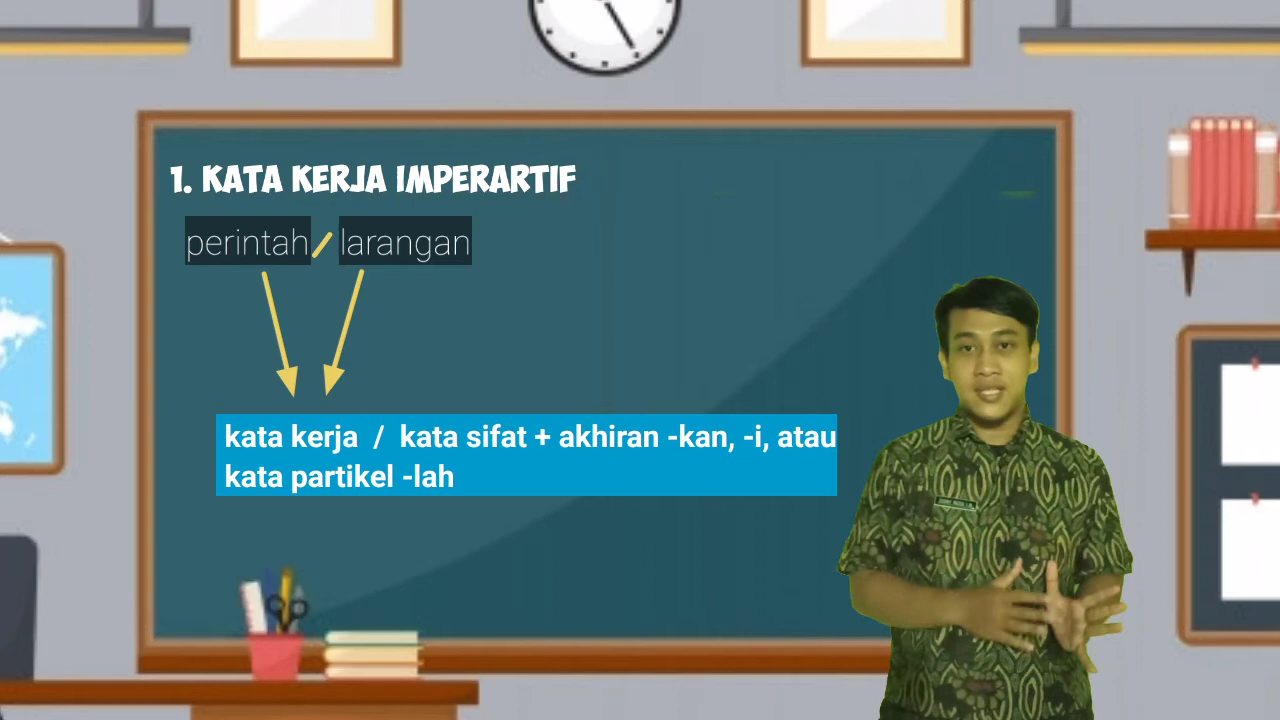 1. KATA KERJA IMPERARTIF
perintah / larangan
kata kerja / kata sifat + akhiran -kan, -i, atau
kata partikel -lah